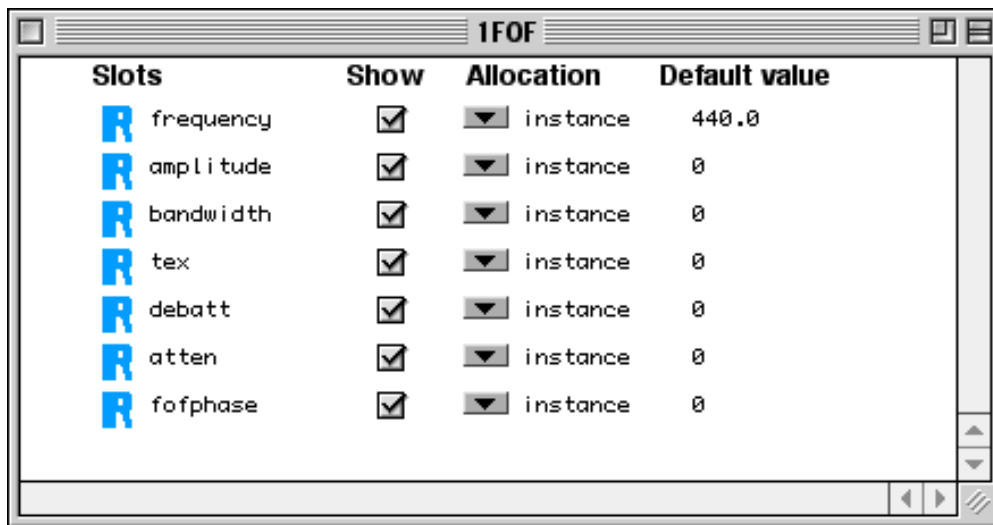 1FOF
Slots Show Allocation Default value
R frequency instance 440.0
R amplitude instance 0
R bandwidth instance 0
R tex instance 0
R debatt instance 0
R atten instance 0
R fofphase instance 0